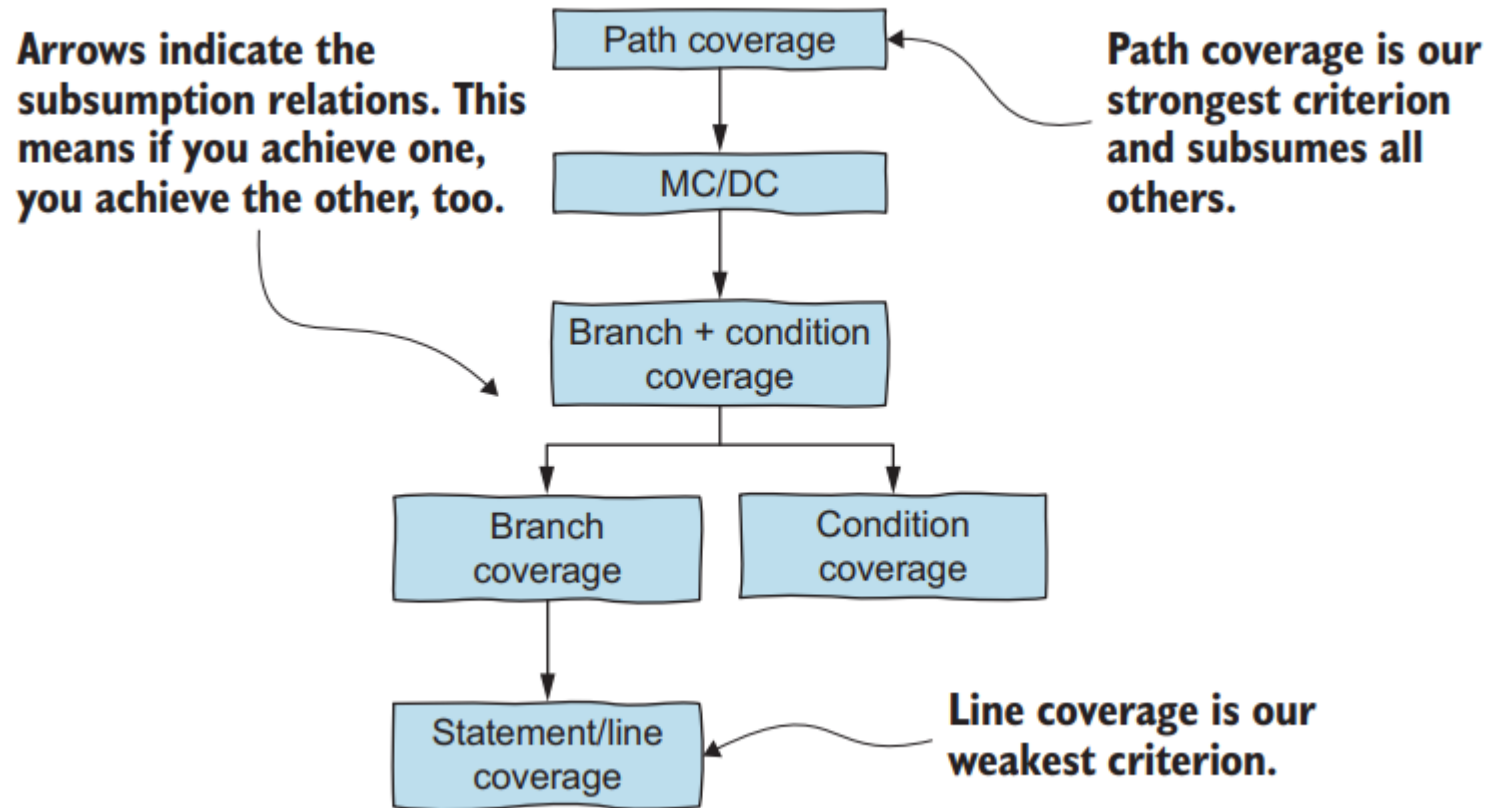 Arrows indicate the
subsumption relations. This
means if you achieve one,
you achieve the other, too.
Path coverage
Path coverage is our
strongest criterion
and subsumes all
others.
MC/DC
Branch + condition
coverage
Branch
coverage
Condition
coverage
Statement/line
coverage
Line coverage is our
weakest criterion.